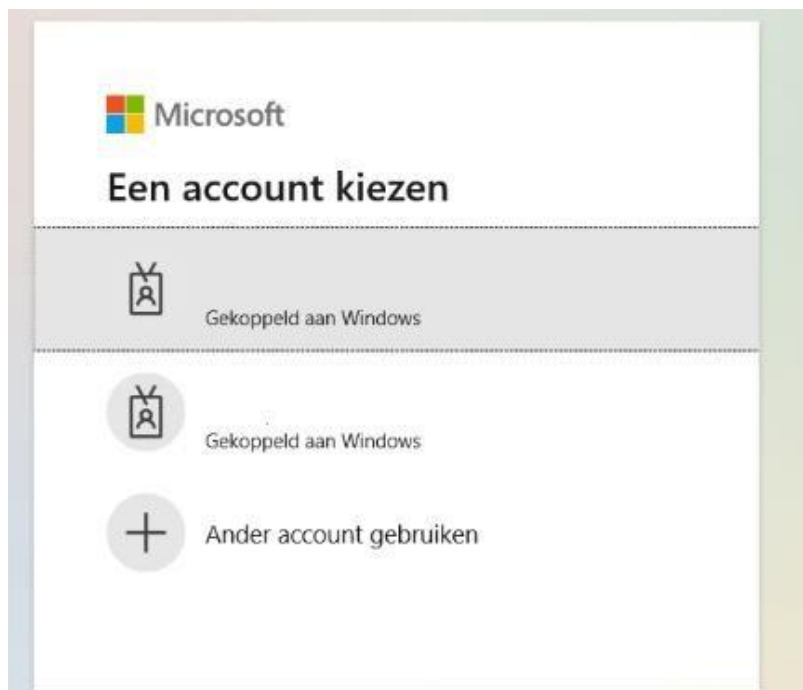 Microsoft
Een account kiezen
Gekoppeld aan Windows
Gekoppeld aan Windows
Ander account gebruiken